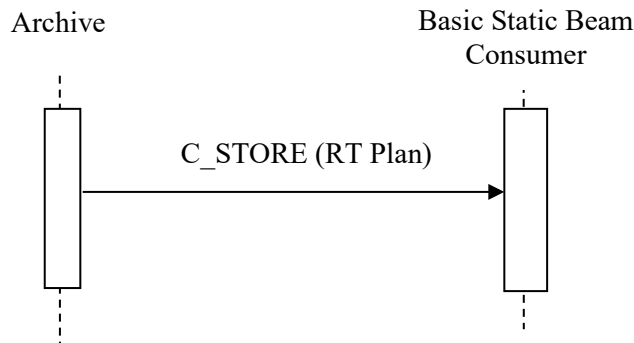 Archive
Basic Static Beam
Consumer
C_STORE (RT Plan)